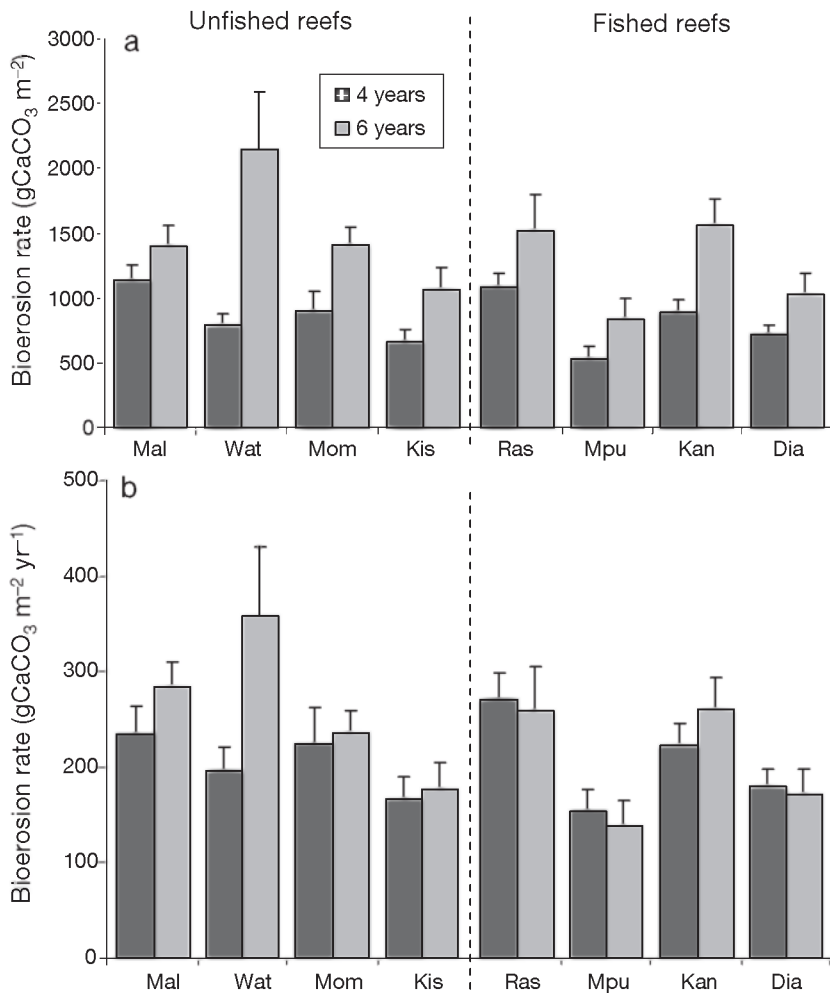 Unfished reefs
Fished reefs
a
Bioerosion rate (gCaCO₃ m⁻²)
3000
2500
2000
1500
1000
500
0
4 years
6 years
Mal Wat Mom Kis Ras Mpu Kan Dia
b
Bioerosion rate (gCaCO₃ m⁻² yr⁻¹)
500
400
300
200
100
0
Mal Wat Mom Kis Ras Mpu Kan Dia